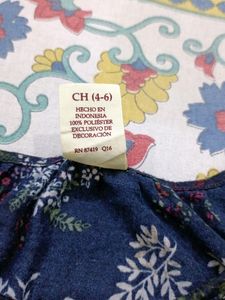 CH (4-6)
HECHO EN
INDONESIA
100% POLIÉSTER
EXCLUSIVO DE
DECORACIÓN
RN 87419 Q16